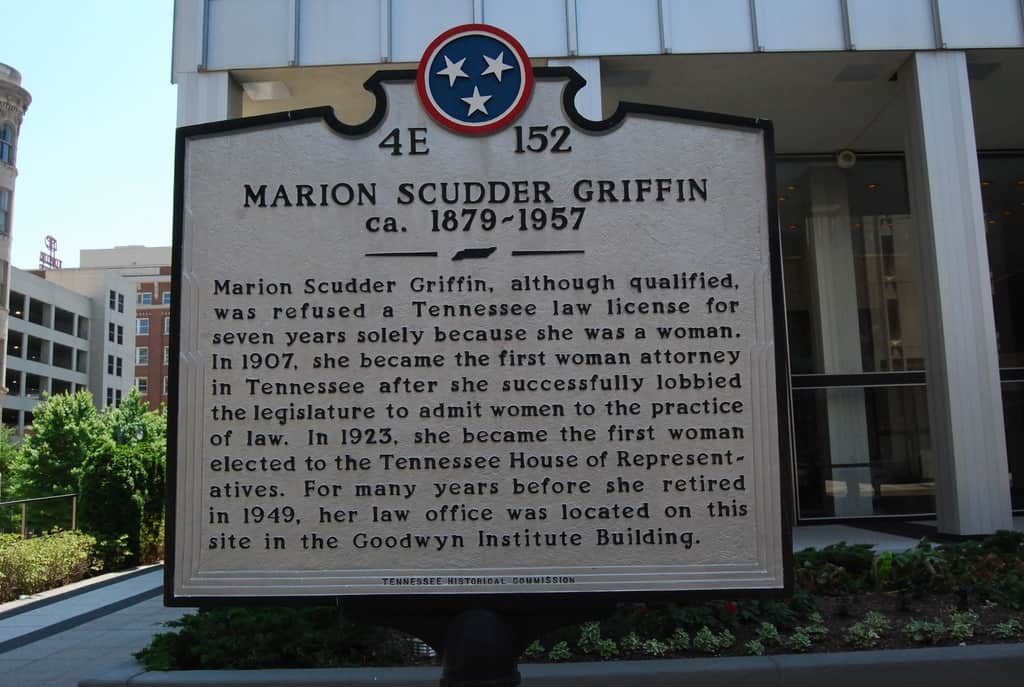 4E 152
MARION SCUDDER GRIFFIN
ca. 1879~1957
Marion Scudder Griffin, although qualified,
was refused a Tennessee law license for
seven years solely because she was a woman.
In 1907, she became the first woman attorney
in Tennessee after she successfully lobbied
the legislature to admit women to the practice
of law. In 1923, she became the first woman
elected to the Tennessee House of Represent-
atives. For many years before she retired
in 1949, her law office was located on this
site in the Goodwyn Institute Building.
TENNESSEE HISTORICAL COMMISSION